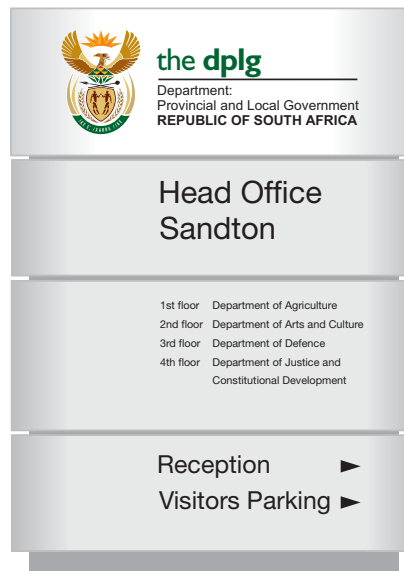 the dplg
Department:
Provincial and Local Government
REPUBLIC OF SOUTH AFRICA
Head Office
Sandton
1st floor Department of Agriculture
2nd floor Department of Arts and Culture
3rd floor Department of Defence
4th floor Department of Justice and
Constitutional Development
Reception ►
Visitors Parking ►